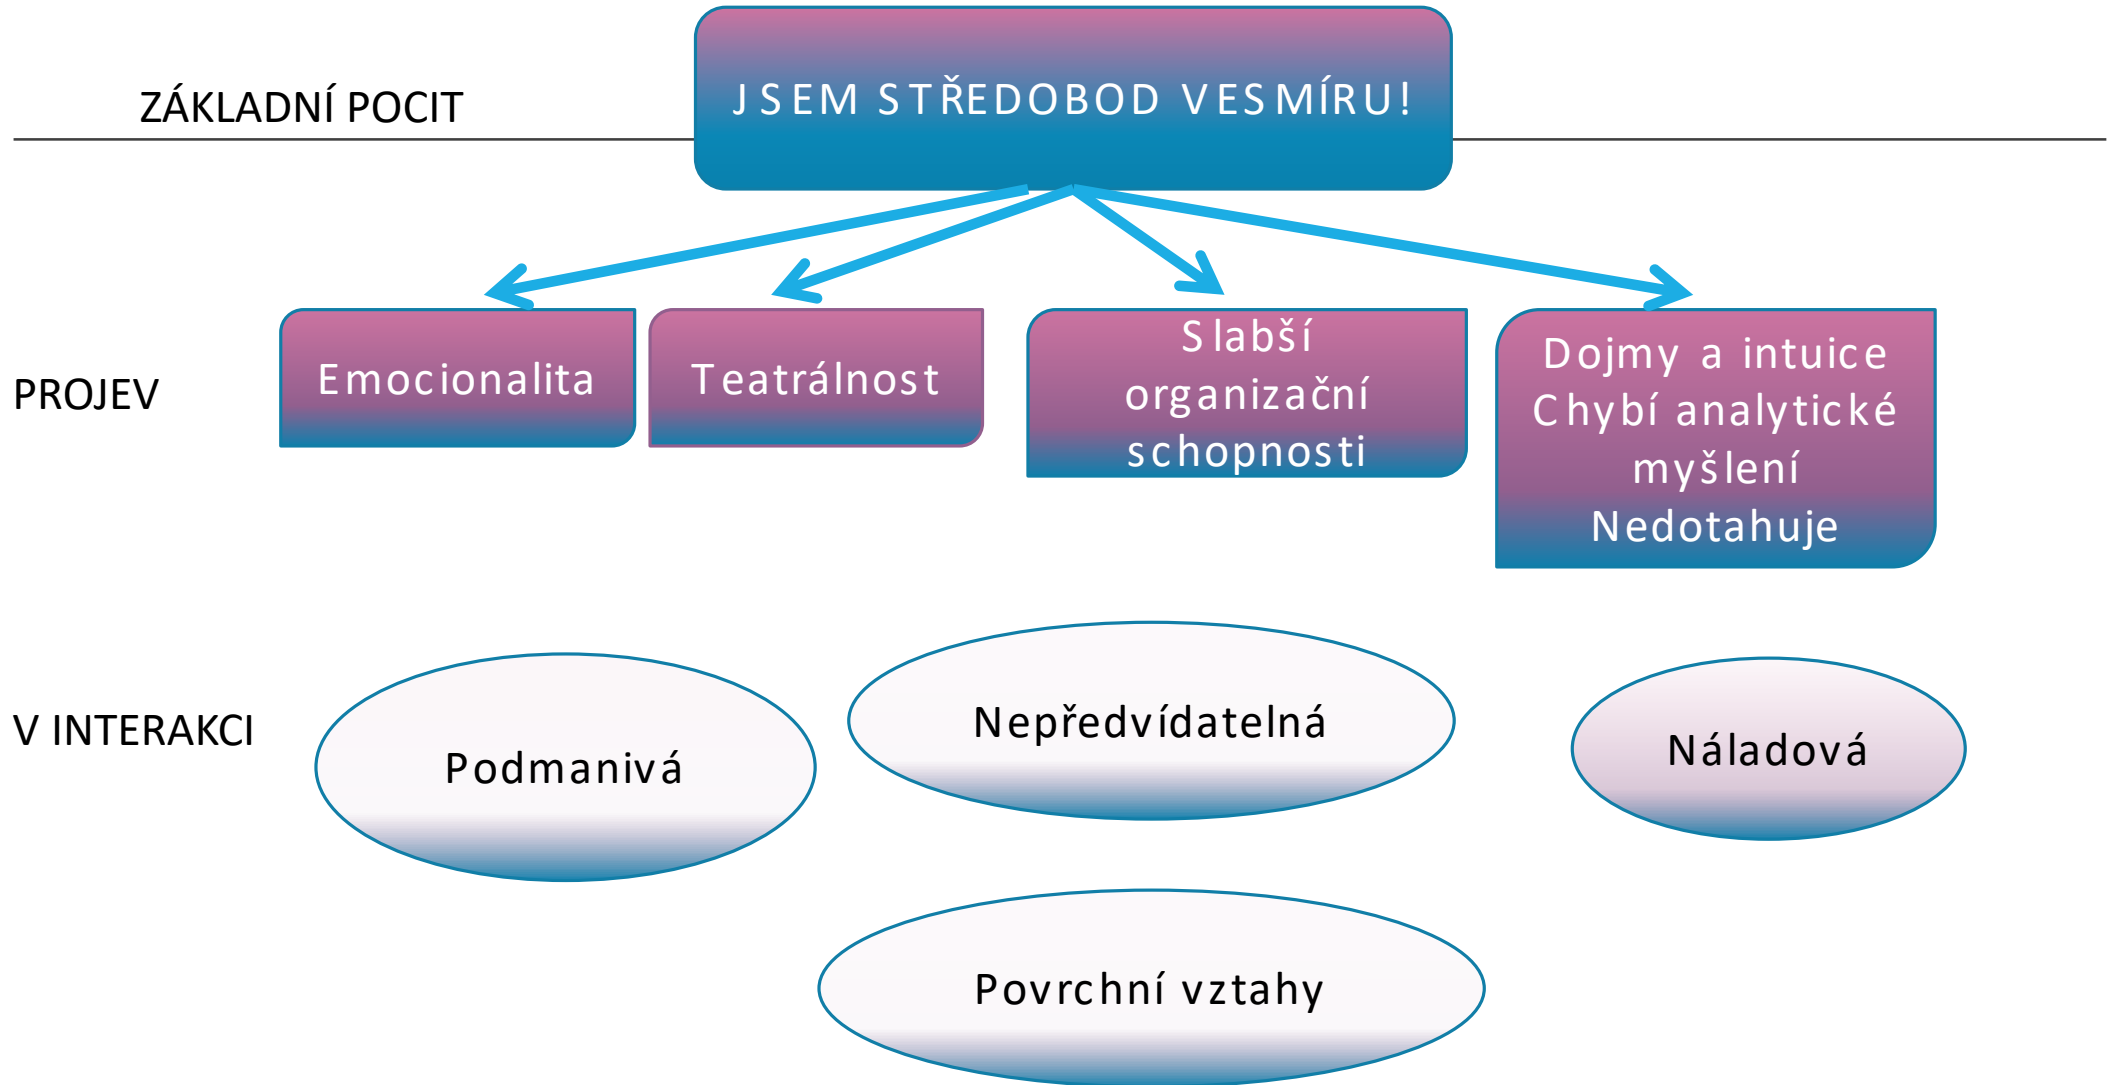 ZÁKLADNÍ POCIT
JSEM STŘEDOBOD VESMÍRU!
PROJEV
Emocionalita
Teatrálnost
Slabší
organizační
schopnosti
Dojmy a intuice
Chybí analytické
myšlení
Nedotahuje
V INTERAKCI
Podmanivá
Nepředvídatelná
Náladová
Povrchní vztahy